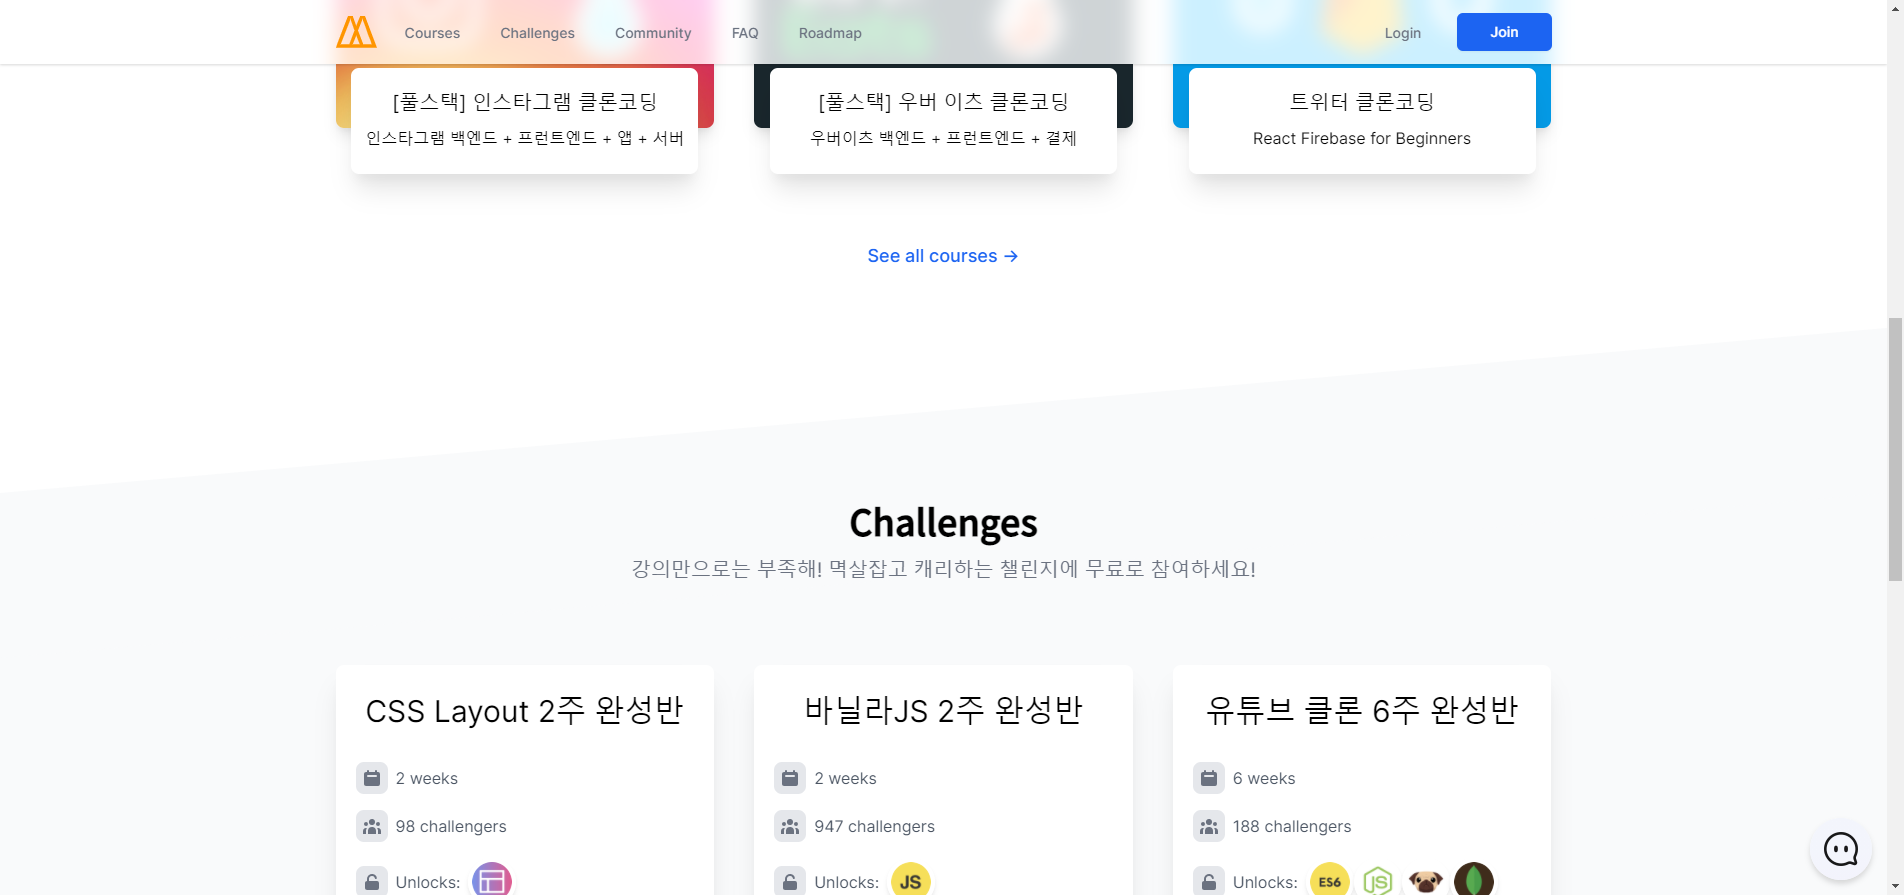 Courses
Challenges
Community
FAQ
Roadmap
Login
Join
[풀스택] 인스타그램 클론코딩
인스타그램 백엔드 + 프런트엔드 + 앱 + 서버
[풀스택] 우버 이츠 클론코딩
우버이츠 백엔드 + 프런트엔드 + 결제
트위터 클론코딩
React Firebase for Beginners
See all courses →
Challenges
강의만으로는 부족해! 멱살잡고 캐리하는 챌린지에 무료로 참여하세요!
CSS Layout 2주 완성반
2 weeks
98 challengers
Unlocks:
바닐라JS 2주 완성반
2 weeks
947 challengers
Unlocks:
JS
유튜브 클론 6주 완성반
6 weeks
188 challengers
Unlocks:
ES6
JS